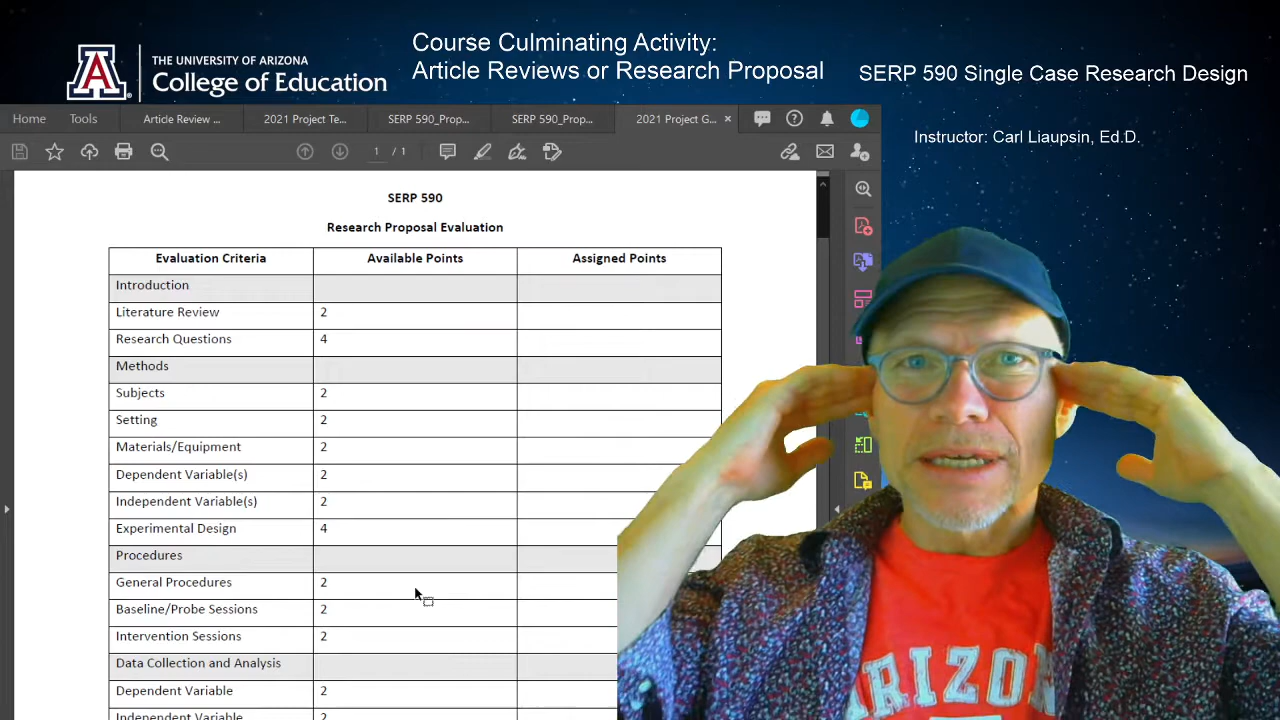 A
THE UNIVERSITY OF ARIZONA
College of Education
Course Culminating Activity:
Article Reviews or Research Proposal
SERP 590 Single Case Research Design
Instructor: Carl Liaupsin, Ed.D.
Home Tools Article Review ... 2021 Project Te... SERP 590_Prop... SERP 590_Prop... 2021 Project G... ×
1 / 1
SERP 590
Research Proposal Evaluation
Evaluation Criteria Available Points Assigned Points
Introduction
Literature Review 2
Research Questions 4
Methods
Subjects 2
Setting 2
Materials/Equipment 2
Dependent Variable(s) 2
Independent Variable(s) 2
Experimental Design 4
Procedures
General Procedures 2
Baseline/Probe Sessions 2
Intervention Sessions 2
Data Collection and Analysis
Dependent Variable 2
Independent Variable 2
ARIZONA